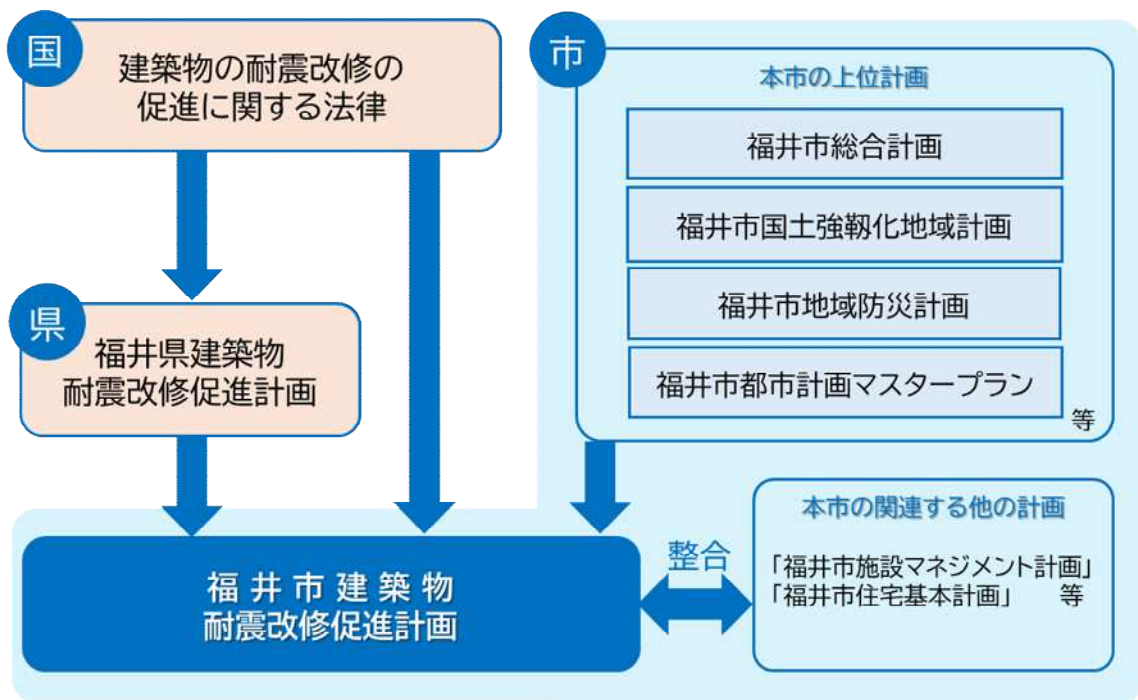 国
建築物の耐震改修の
促進に関する法律
県
福井県建築物
耐震改修促進計画
市
本市の上位計画
福井市総合計画
福井市国土強靱化地域計画
福井市地域防災計画
福井市都市計画マスタープラン
等
福井市建築物
耐震改修促進計画
整合
本市の関連する他の計画
「福井市施設マネジメント計画」
「福井市住宅基本計画」 等